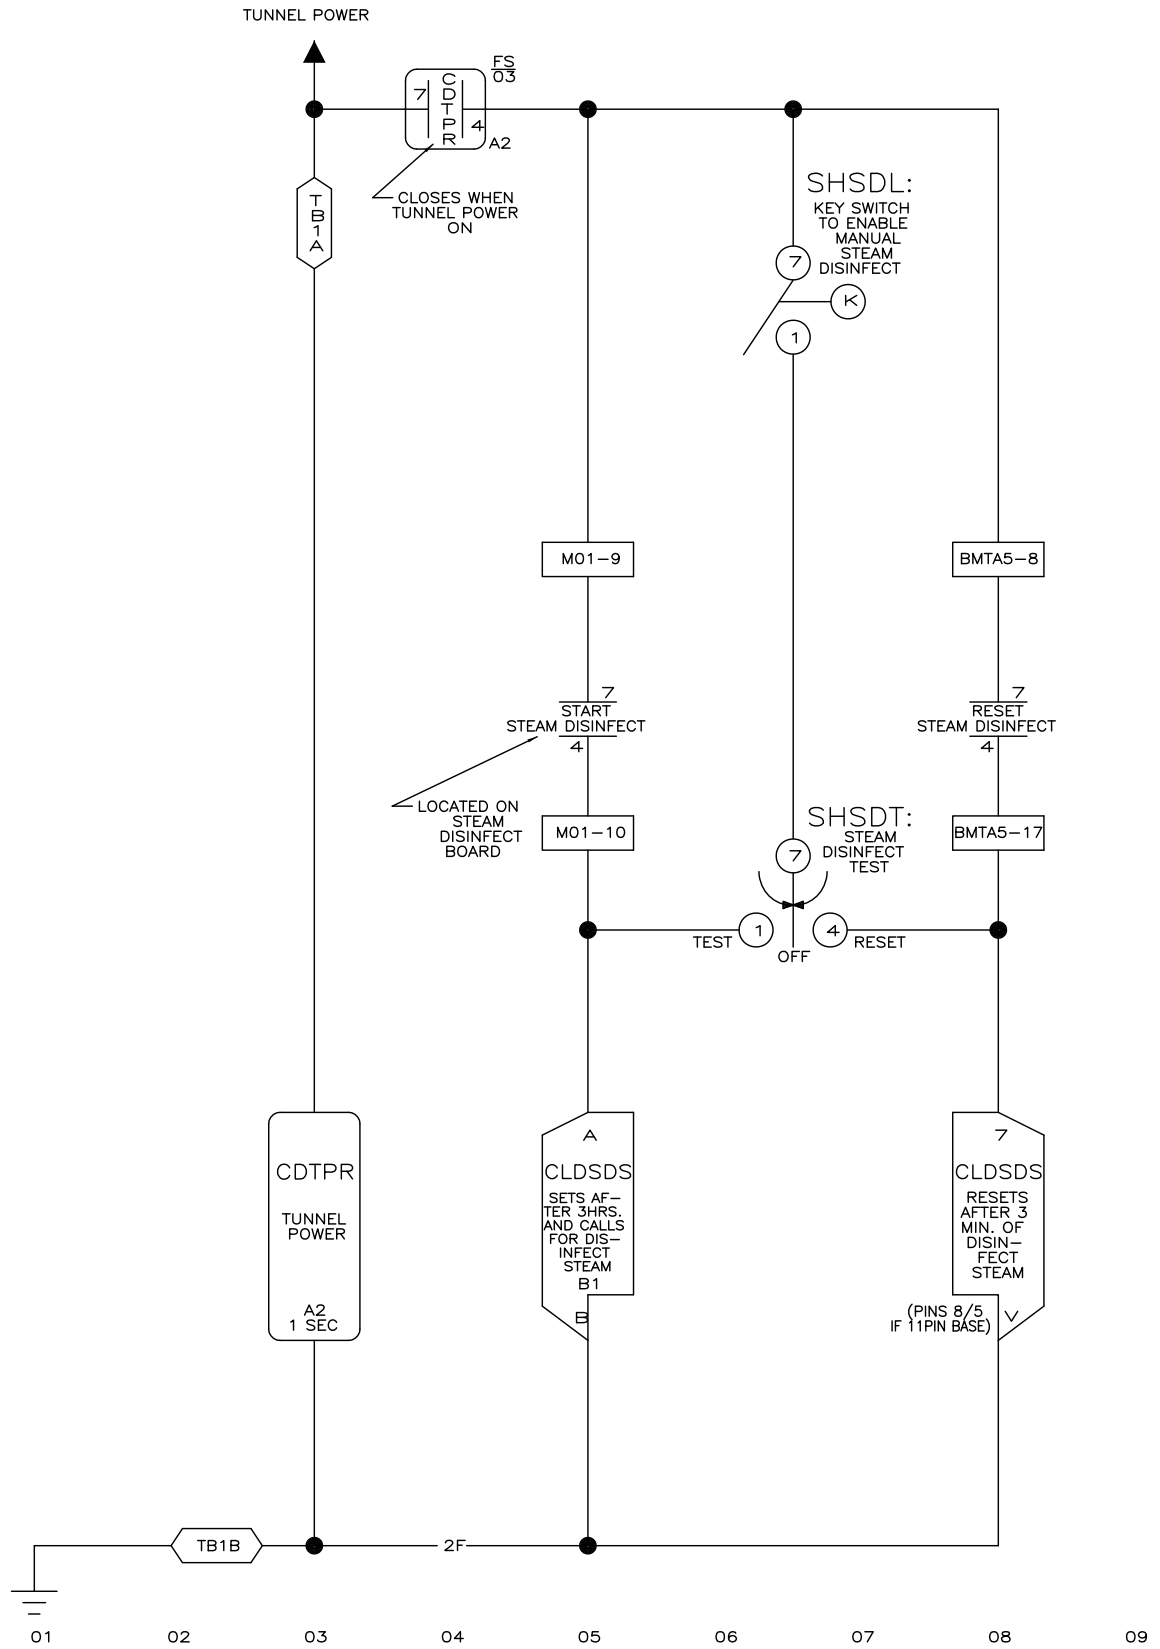 TUNNEL POWER
FS
03
CDTPR
7
4
A2
CLOSES WHEN
TUNNEL POWER
ON
TB1A
SHSDL:
KEY SWITCH
TO ENABLE
MANUAL
STEAM
DISINFECT
7
K
1
M01-9
BMTA5-8
7
START
STEAM DISINFECT
4
7
RESET
STEAM DISINFECT
4
LOCATED ON
STEAM
DISINFECT
BOARD
M01-10
SHSDT:
STEAM
DISINFECT
TEST
BMTA5-17
7
TEST
1
OFF
4
RESET
CDTPR
TUNNEL
POWER
A2
1 SEC
A
CLDSDS
SETS AF-
TER 3HRS.
AND CALLS
FOR DIS-
INFECT
STEAM
B1
B
7
CLDSDS
RESETS
AFTER 3
MIN. OF
DISIN-
FECT
STEAM
(PINS 8/5
IF 11PIN BASE)
V
TB1B
2F
01 02 03 04 05 06 07 08 09